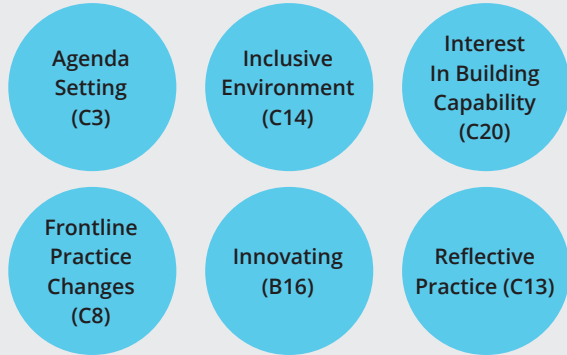 Agenda
Setting
(C3)
Inclusive
Environment
(C14)
Interest
In Building
Capability
(C20)
Frontline
Practice
Changes
(C8)
Innovating
(B16)
Reflective
Practice (C13)